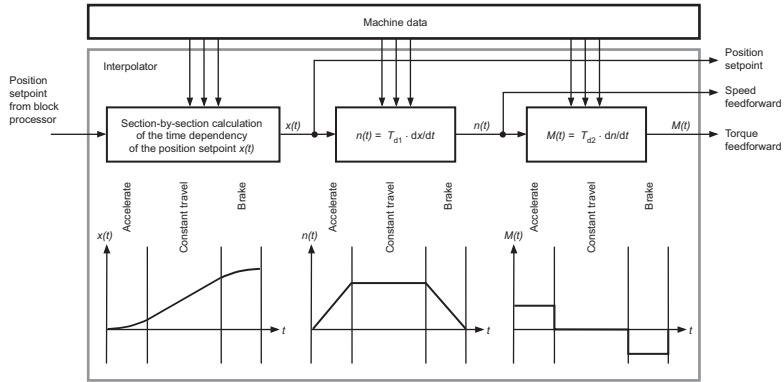 Machine data
Interpolator
Position
setpoint
Position
setpoint
from block
processor
Speed
feedforward
Section-by-section calculation
of the time dependency
of the position setpoint x(t)
x(t)
n(t) = T_d1 · dx/dt
n(t)
M(t) = T_d2 · dn/dt
M(t)
Torque
feedforward
Accelerate
Constant travel
Brake
Accelerate
Constant travel
Brake
Accelerate
Constant travel
Brake
x(t)
t
n(t)
t
M(t)
t